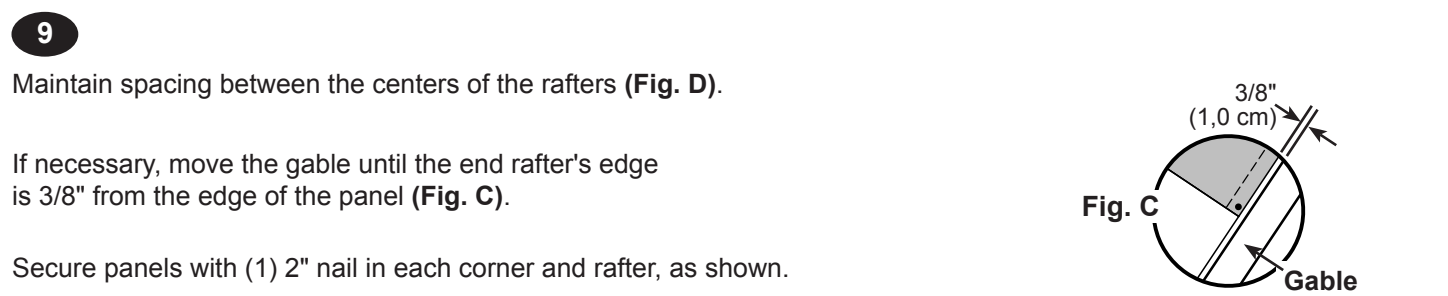 9
Maintain spacing between the centers of the rafters (Fig. D).
If necessary, move the gable until the end rafter's edge
is 3/8" from the edge of the panel (Fig. C).
Secure panels with (1) 2" nail in each corner and rafter, as shown.
3/8"
(1,0 cm)
Fig. C
Gable